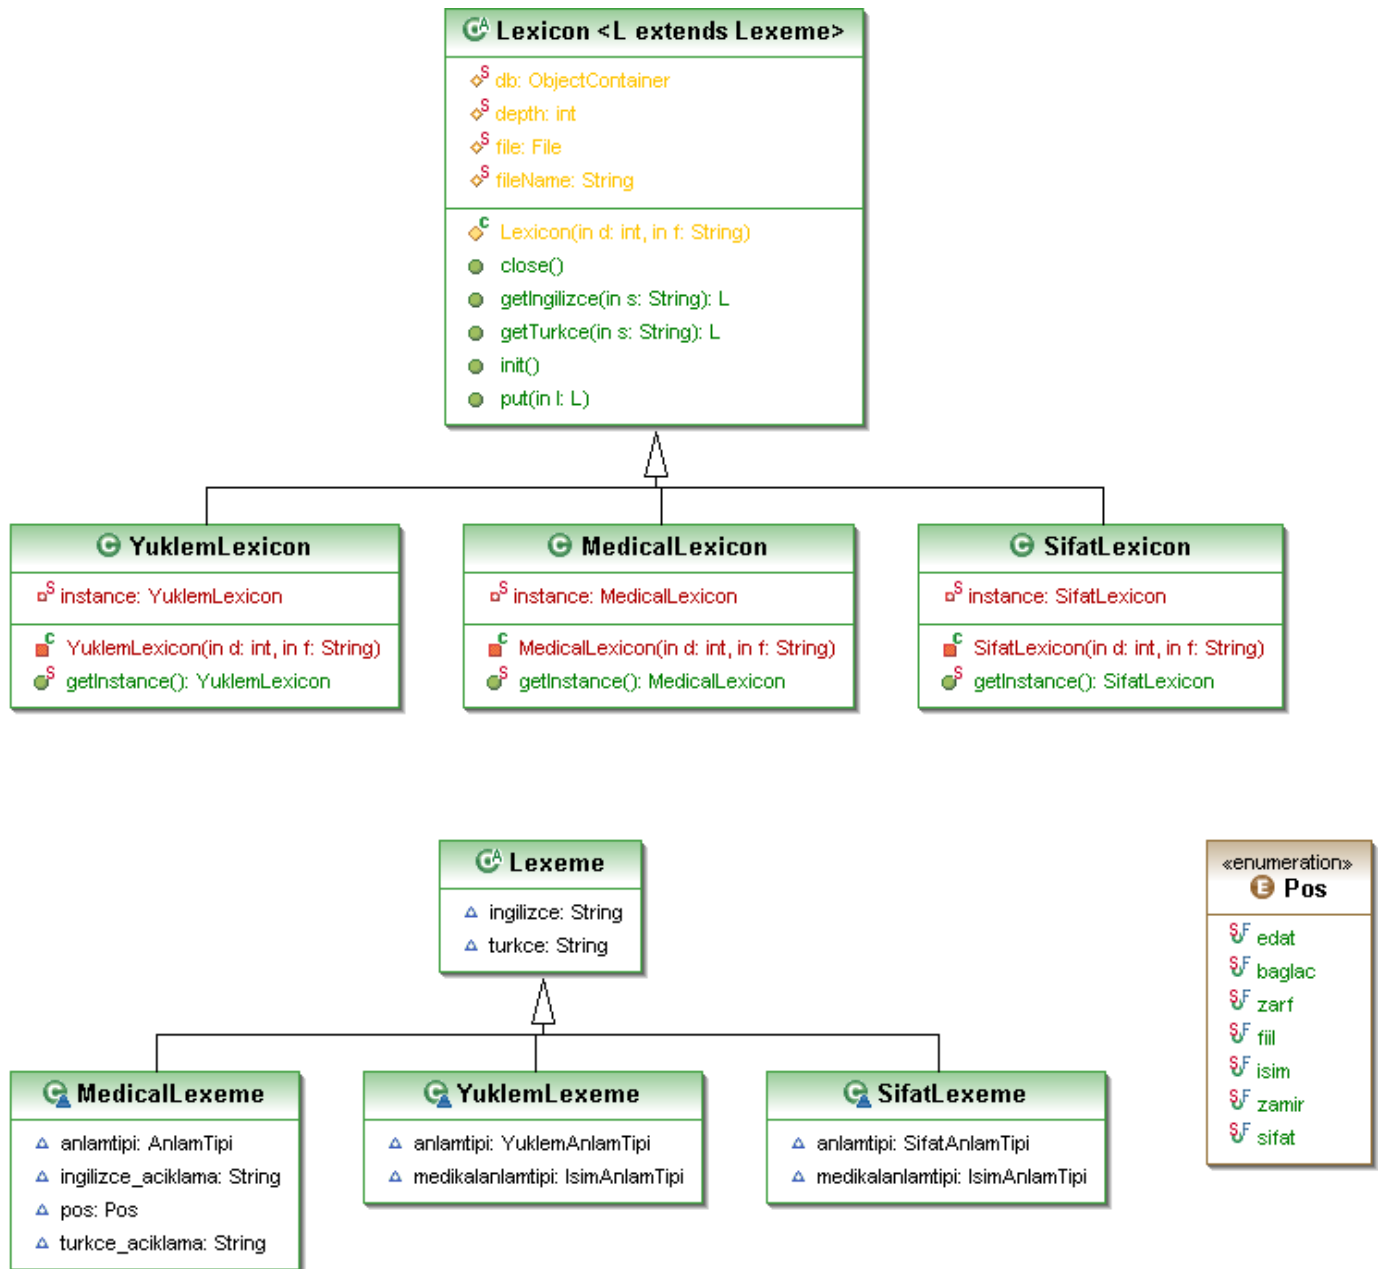 Lexicon <L extends Lexeme>
db: ObjectContainer
depth: int
file: File
fileName: String
Lexicon(in d: int, in f: String)
close()
getIngilizce(in s: String): L
getTurkce(in s: String): L
init()
put(in l: L)
YuklemLexicon
instance: YuklemLexicon
YuklemLexicon(in d: int, in f: String)
getInstance(): YuklemLexicon
MedicalLexicon
instance: MedicalLexicon
MedicalLexicon(in d: int, in f: String)
getInstance(): MedicalLexicon
SifatLexicon
instance: SifatLexicon
SifatLexicon(in d: int, in f: String)
getInstance(): SifatLexicon
Lexeme
ingilizce: String
turkce: String
«enumeration»
Pos
edat
baglac
zarf
fiil
isim
zamir
sifat
MedicalLexeme
anlamtipi: AnlamTipi
ingilizce_aciklama: String
pos: Pos
turkce_aciklama: String
YuklemLexeme
anlamtipi: YuklemAnlamTipi
medikalanlamtipi: IsimAnlamTipi
SifatLexeme
anlamtipi: SifatAnlamTipi
medikalanlamtipi: IsimAnlamTipi